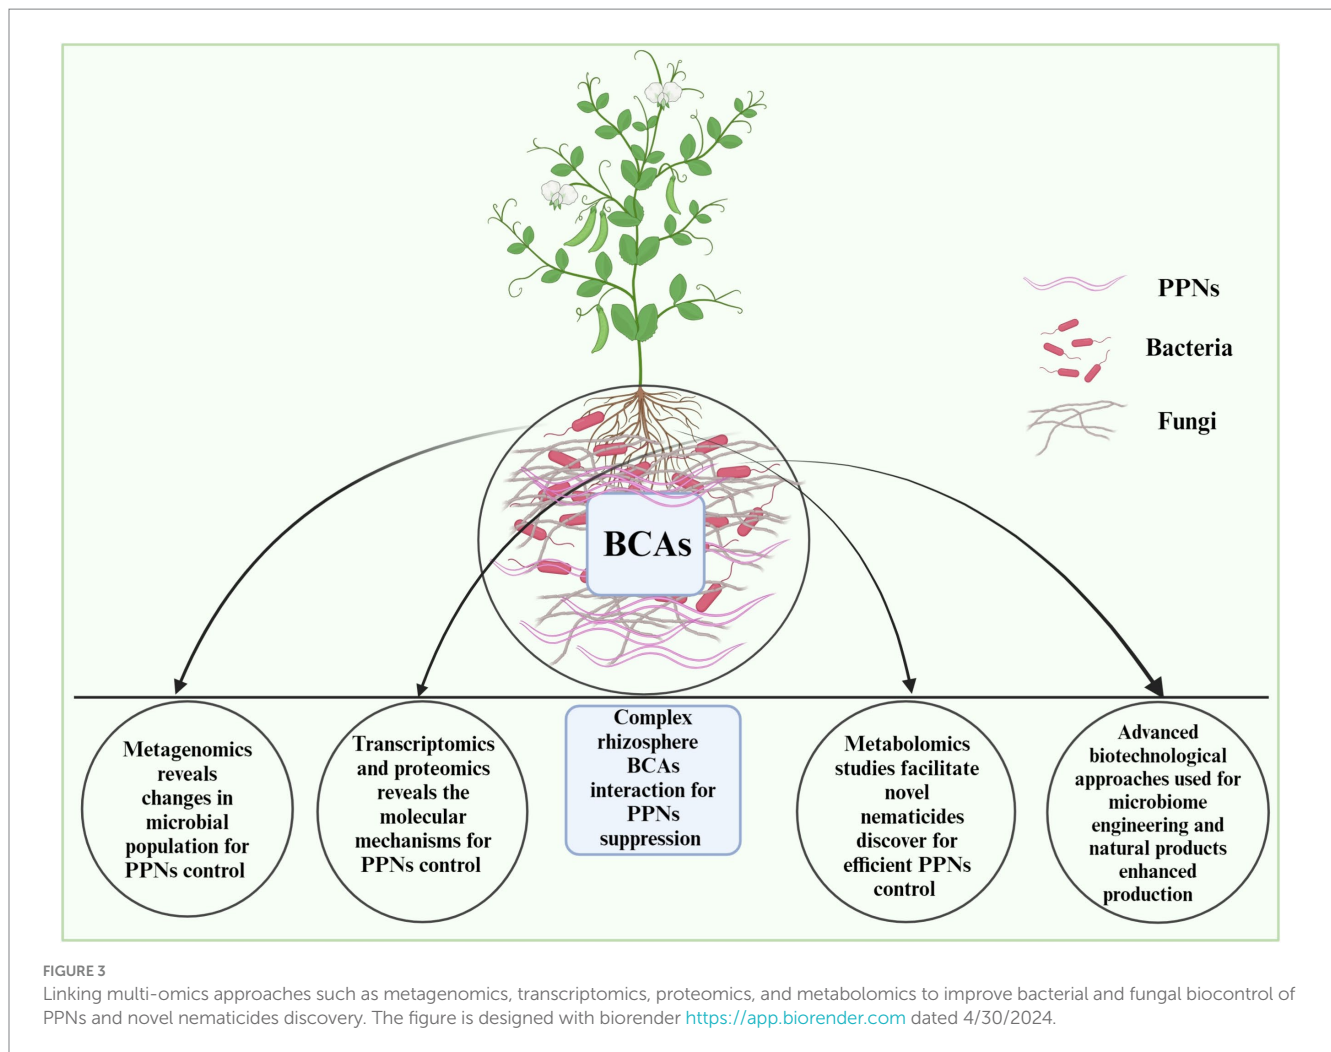 PPNs
Bacteria
Fungi
BCAs
Metagenomics
reveals
changes in
microbial
population for
PPNs control
Transcriptomics
and proteomics
reveals the
molecular
mechanisms for
PPNs control
Complex
rhizosphere
BCAs
interaction for
PPNs
suppression
Metabolomics
studies facilitate
novel
nematicides
discover for
efficient PPNs
control
Advanced
biotechnological
approaches used for
microbiome
engineering and
natural products
enhanced
production
FIGURE 3
Linking multi-omics approaches such as metagenomics, transcriptomics, proteomics, and metabolomics to improve bacterial and fungal biocontrol of
PPNs and novel nematicides discovery. The figure is designed with biorender https://app.biorender.com dated 4/30/2024.